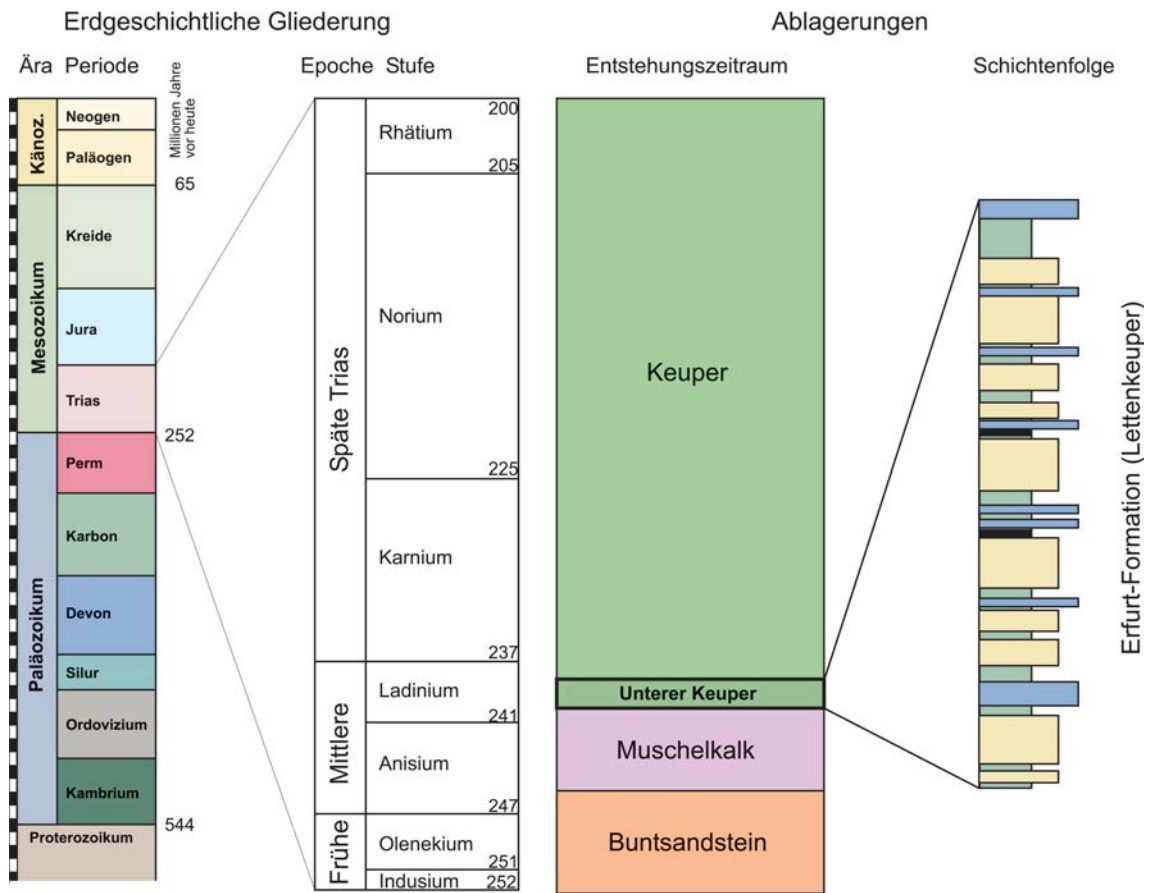 Erdgeschichtliche Gliederung
Ablagerungen
Ära Periode
Millionen Jahre
vor heute
Epoche Stufe
Entstehungszeitraum
Schichtenfolge
Känoz.
Neogen
Paläogen
65
Mesozoikum
Kreide
Jura
Trias
252
Paläozoikum
Perm
Karbon
Devon
Silur
Ordovizium
Kambrium
544
Proterozoikum
Späte Trias
200
Rhätium
205
Norium
225
Karnium
237
Mittlere
Ladinium
241
Anisium
247
Frühe
Olenekium
251
Indusium 252
Keuper
Unterer Keuper
Muschelkalk
Buntsandstein
Erfurt-Formation (Lettenkeuper)